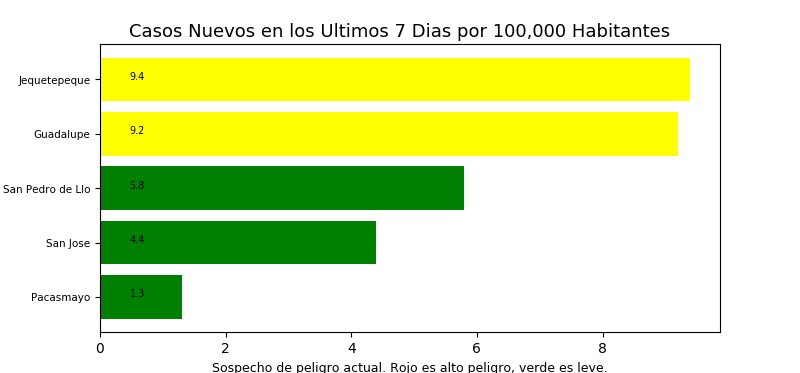 Casos Nuevos en los Ultimos 7 Dias por 100,000 Habitantes
Jequetepeque 9.4
Guadalupe 9.2
San Pedro de Llo 5.8
San Jose 4.4
Pacasmayo 1.3
0 2 4 6 8
Sospecho de peligro actual. Rojo es alto peligro, verde es leve.